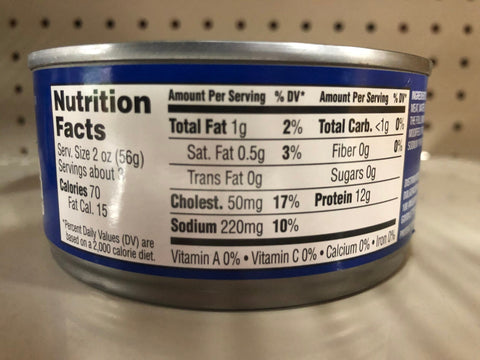 Nutrition
Facts
Serv. Size 2 oz (56g)
Servings about 3
Calories 70
Fat Cal. 15
*Percent Daily Values (DV) are
based on a 2,000 calorie diet.
Amount Per Serving % DV*
Total Fat 1g 2%
Sat. Fat 0.5g 3%
Trans Fat 0g
Cholest. 50mg 17%
Sodium 220mg 10%
Amount Per Serving % DV*
Total Carb. <1g 0%
Fiber 0g 0%
Sugars 0g
Protein 12g
Vitamin A 0% • Vitamin C 0% • Calcium 0% • Iron 0%